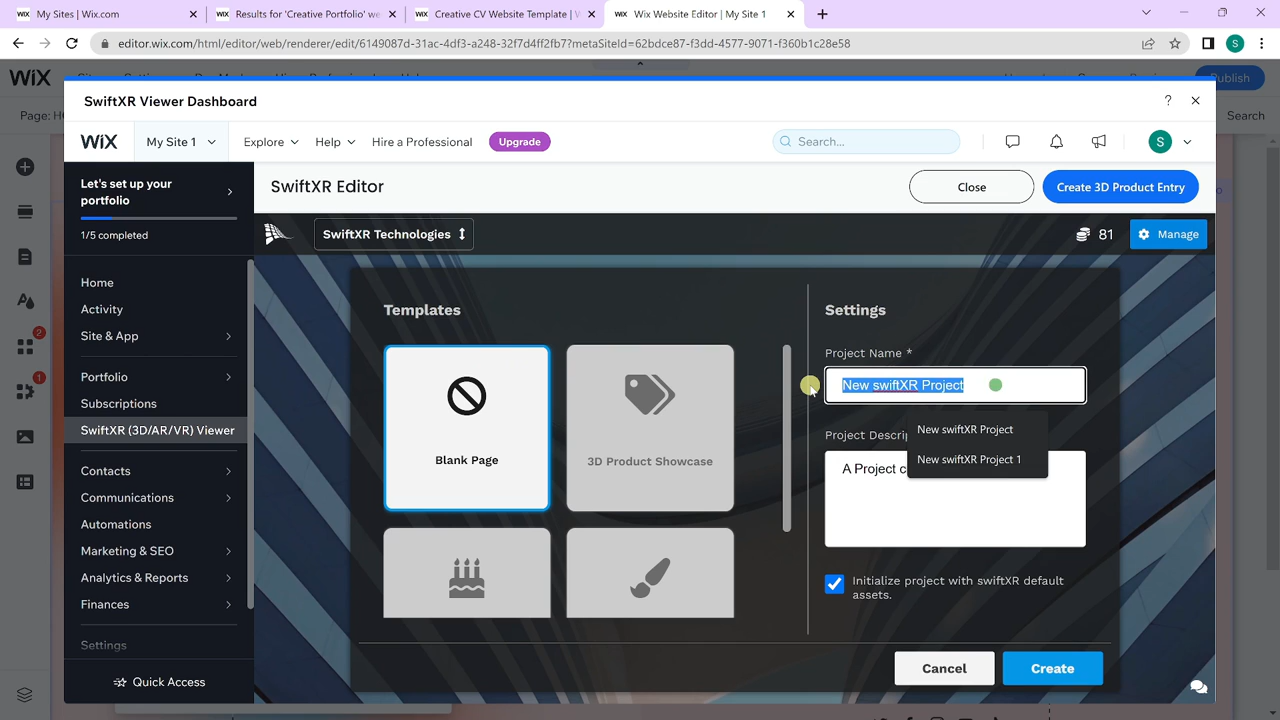 My Sites | Wix.com
Results for 'Creative Portfolio' we
Creative CV Website Template | W
Wix Website Editor | My Site 1
editor.wix.com/html/editor/web/renderer/edit/6149087d-31ac-4df3-a248-32f7d4f2fb7?metaSiteId=62bdce87-f3dd-4577-9071-f360b1c28e58
S
WiX
Publish
Page: H
Search
2
1
SwiftXR Viewer Dashboard
?
WiX
My Site 1
Explore
Help
Hire a Professional
Upgrade
Search...
S
Let's set up your
portfolio
1/5 completed
Home
Activity
Site & App
Portfolio
Subscriptions
SwiftXR (3D/AR/VR) Viewer
Contacts
Communications
Automations
Marketing & SEO
Analytics & Reports
Finances
Settings
Quick Access
SwiftXR Editor
Close
Create 3D Product Entry
SwiftXR Technologies
81
Manage
Templates
Blank Page
3D Product Showcase
Settings
Project Name *
New swiftXR Project
New swiftXR Project
New swiftXR Project 1
Project Descri
A Project c
Initialize project with swiftXR default
assets.
Cancel
Create